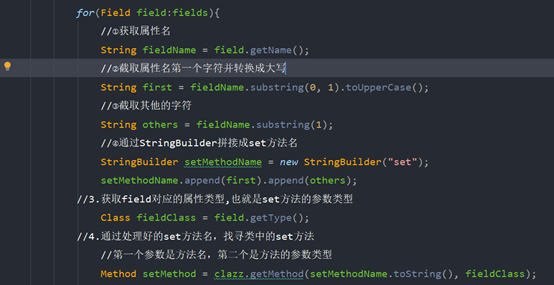 for(Field field:fields){
//①获取属性名
String fieldName = field.getName();
//②截取属性名第一个字符并转换成大写
String first = fieldName.substring(0, 1).toUpperCase();
//③截取其他的字符
String others = fieldName.substring(1);
//④通过StringBuilder拼接成set方法名
StringBuilder setMethodName = new StringBuilder("set");
setMethodName.append(first).append(others);
//3.获取field对应的属性类型,也就是set方法的参数类型
Class fieldClass = field.getType();
//4.通过处理好的set方法名，找寻类中的set方法
//第一个参数是方法名，第二个是方法的参数类型
Method setMethod = clazz.getMethod(setMethodName.toString(), fieldClass);